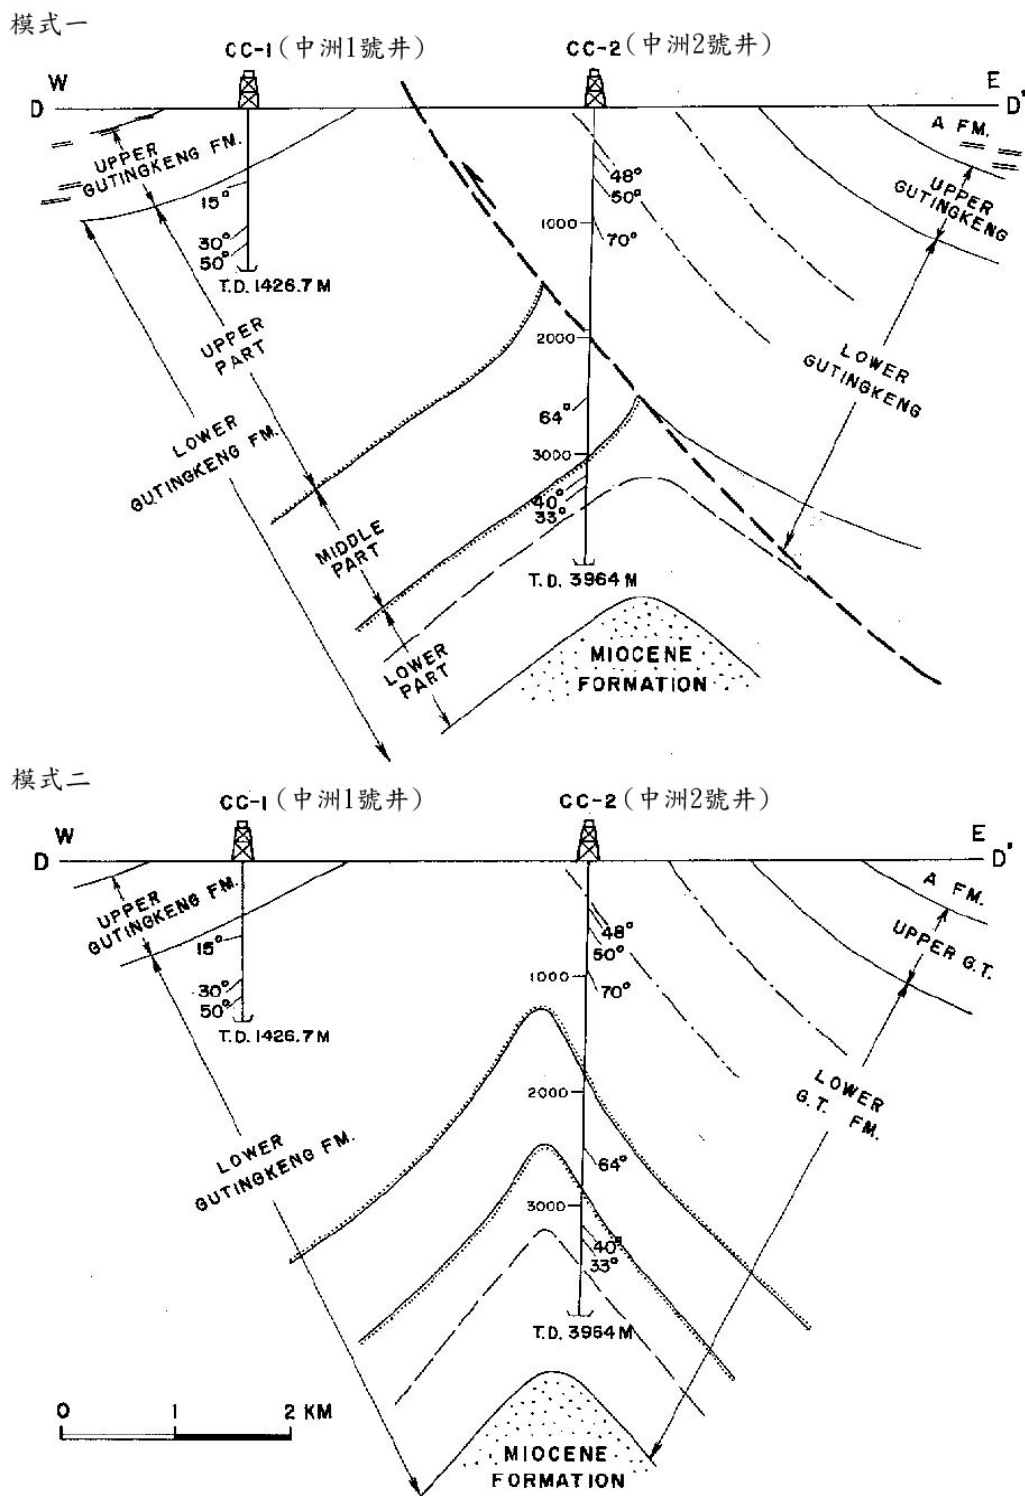 模式一
CC-1(中洲1號井)
CC-2(中洲2號井)
W
E
D
D'
UPPER
GUTINGKENG FM.
A FM.
UPPER
GUTINGKENG
15°
30°
50°
T.D. 1426.7 M
48°
50°
1000
70°
2000
64°
3000
40°
33°
T.D. 3964 M
UPPER
PART
LOWER
GUTINGKENG FM.
MIDDLE
PART
LOWER
PART
LOWER
GUTINGKENG
MIOCENE
FORMATION
模式二
CC-1(中洲1號井)
CC-2(中洲2號井)
W
E
D
D'
UPPER
GUTINGKENG FM.
A FM.
UPPER G.T.
15°
30°
50°
T.D. 1426.7 M
48°
50°
1000
70°
2000
64°
3000
40°
33°
T.D. 3964 M
LOWER
GUTINGKENG FM.
LOWER
G.T. FM.
0 1 2 KM
MIOCENE
FORMATION